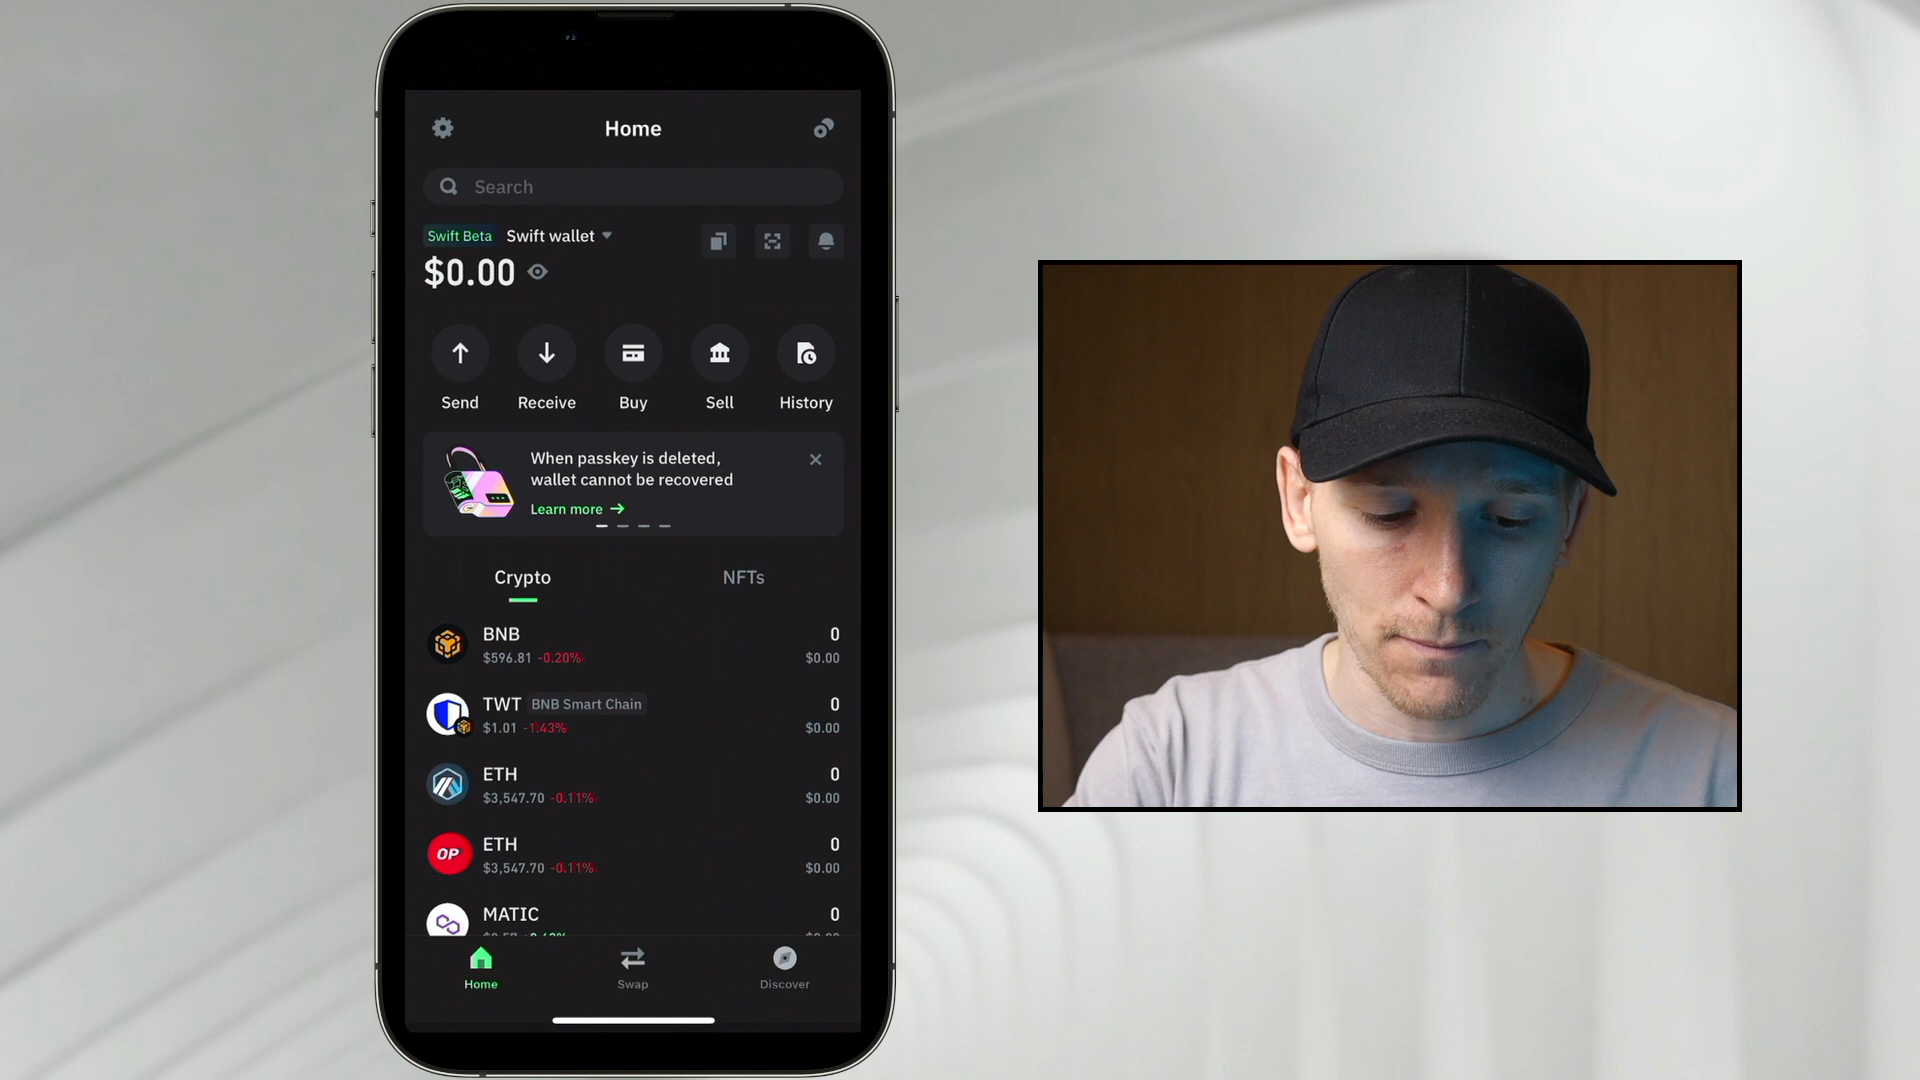 Home
Search
Swift Beta Swift wallet
$0.00
Send Receive Buy Sell History
When passkey is deleted,
wallet cannot be recovered
Learn more →
Crypto NFTs
BNB 0
$596.81 -0.20% $0.00
TWT BNB Smart Chain 0
$1.01 -1.43% $0.00
ETH 0
$3,547.70 -0.11% $0.00
OP
ETH 0
$3,547.70 -0.11% $0.00
MATIC 0
Home Swap Discover